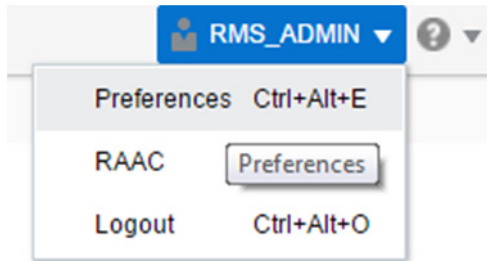 RMS_ADMIN
Preferences Ctrl+Alt+E
RAAC
Preferences
Logout Ctrl+Alt+O